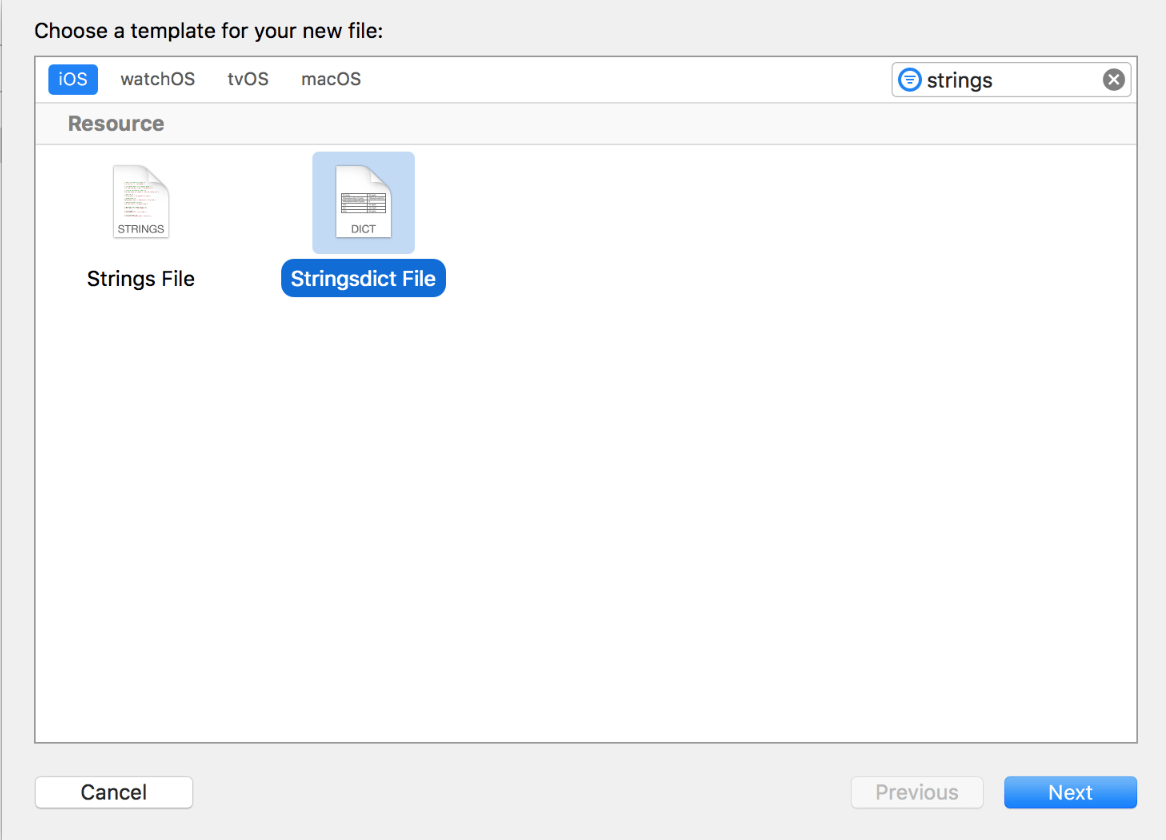 Choose a template for your new file:
iOS watchOS tvOS macOS strings
Resource
STRINGS DICT
Strings File Stringsdict File
Cancel Previous Next